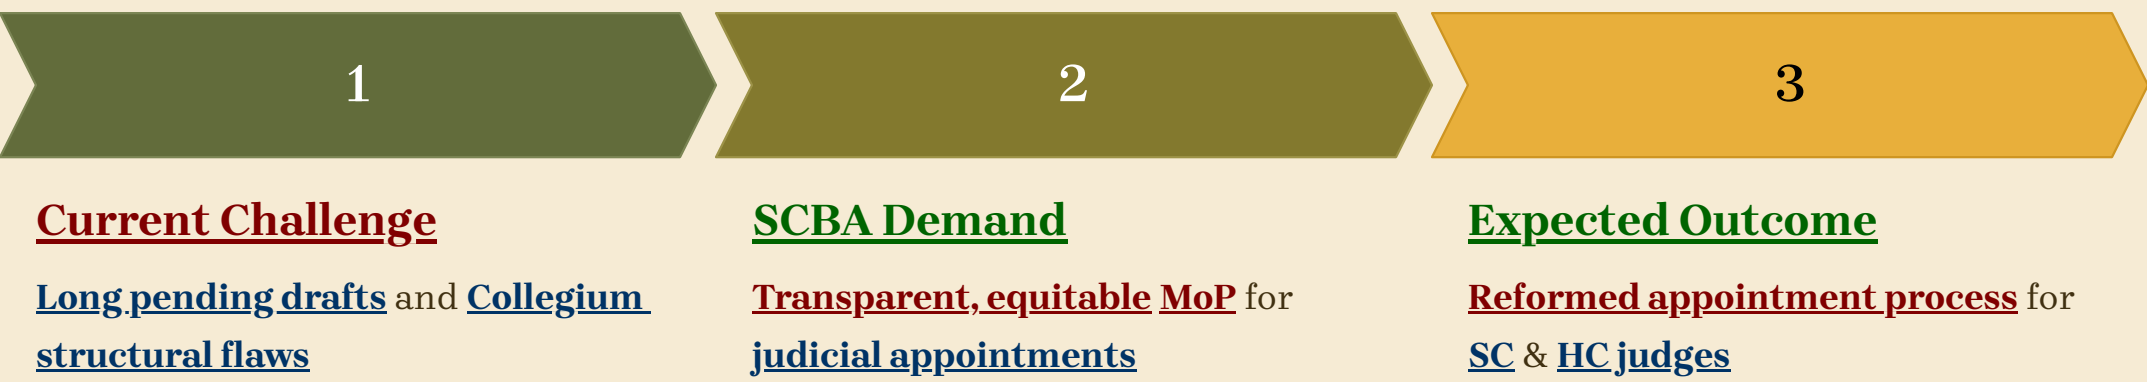 1
2
3
Current Challenge
Long pending drafts and Collegium
structural flaws
SCBA Demand
Transparent, equitable MoP for
judicial appointments
Expected Outcome
Reformed appointment process for
SC & HC judges